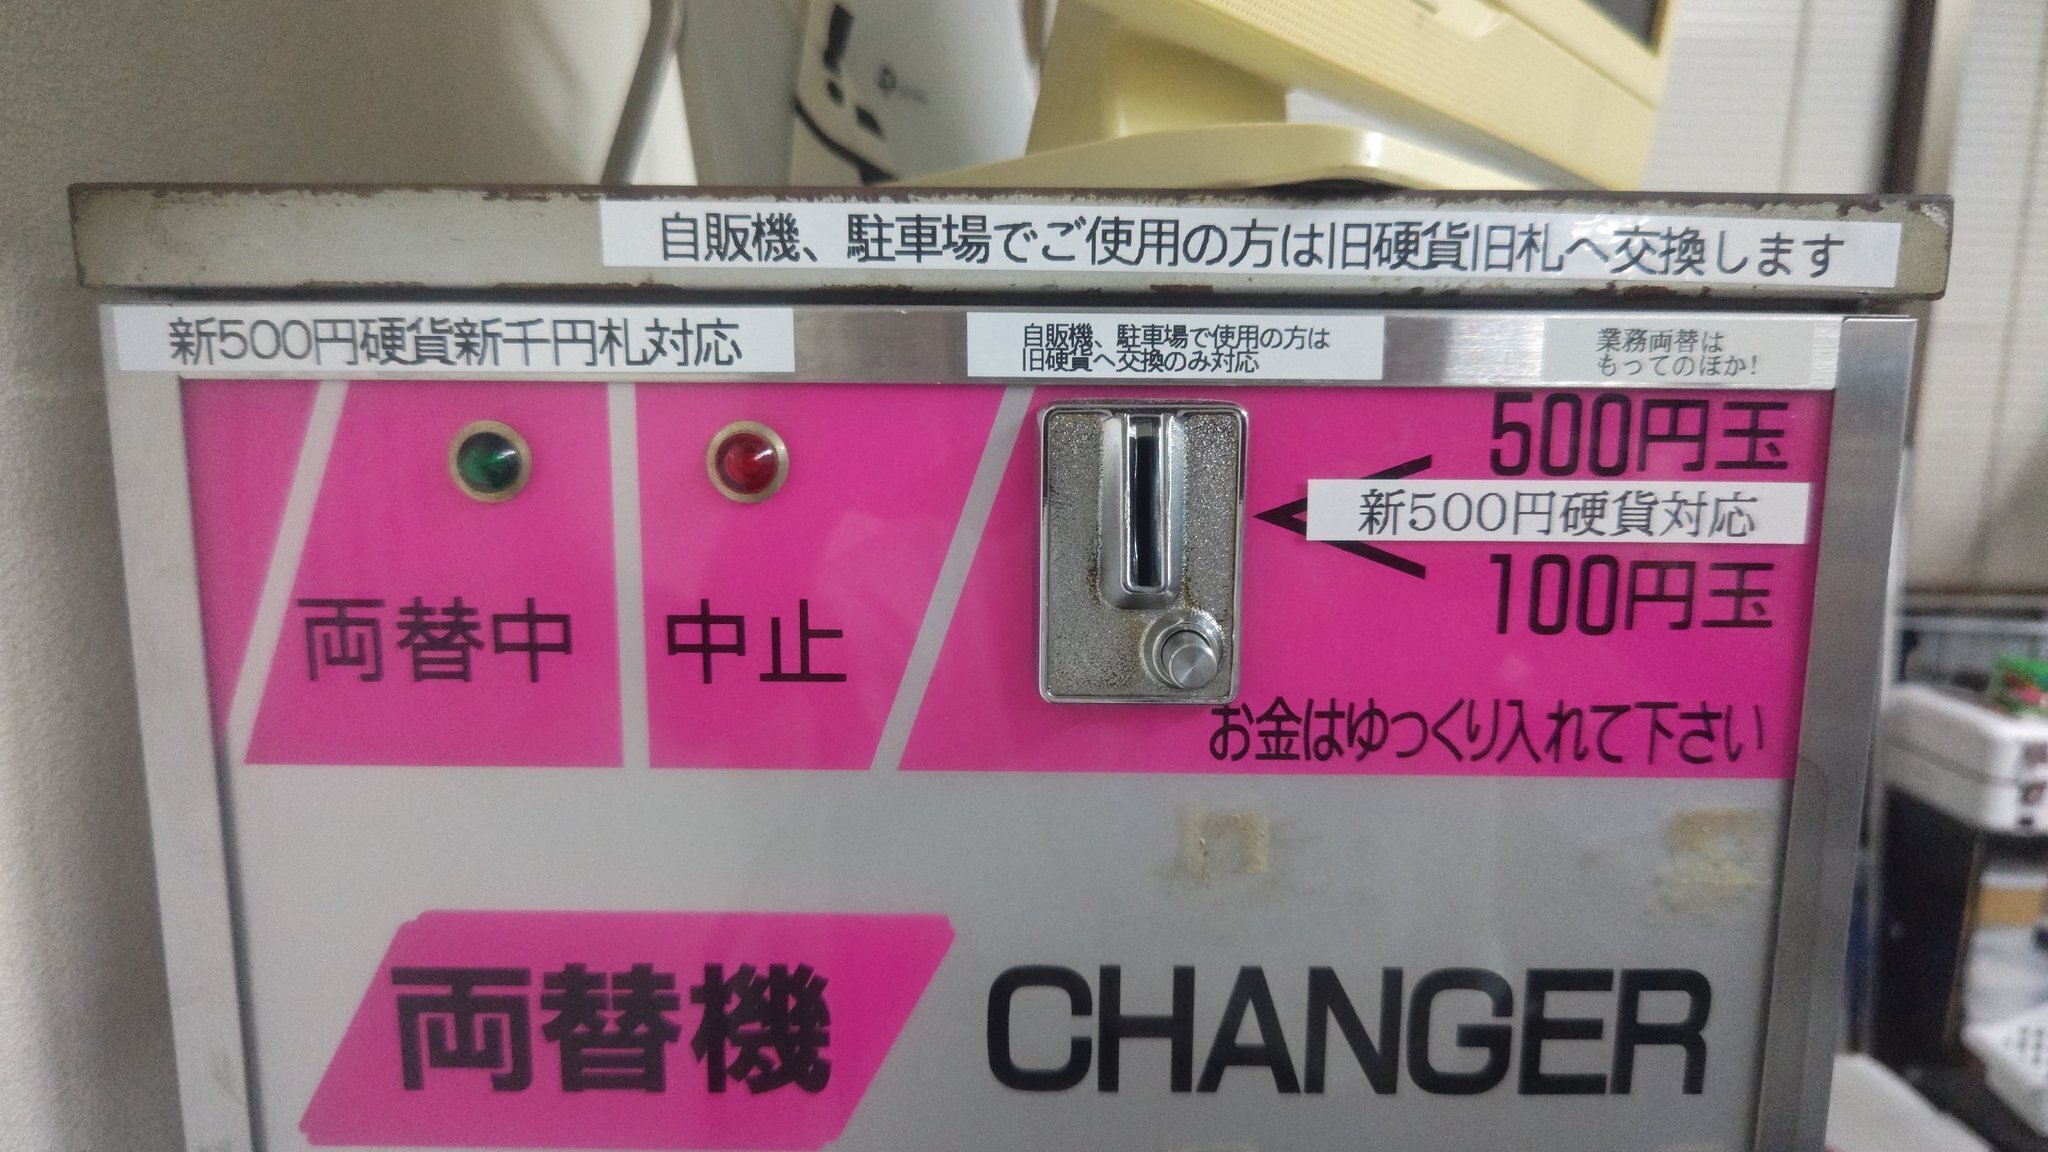 自販機、駐車場でご使用の方は旧硬貨旧札へ交換します
新500円硬貨新千円札対応
自販機、駐車場で使用の方は
旧硬貨へ交換のみ対応
業務両替は
もってのほか!
500円玉
新500円硬貨対応
100円玉
両替中
中止
お金はゆっくり入れて下さい
両替機
CHANGER